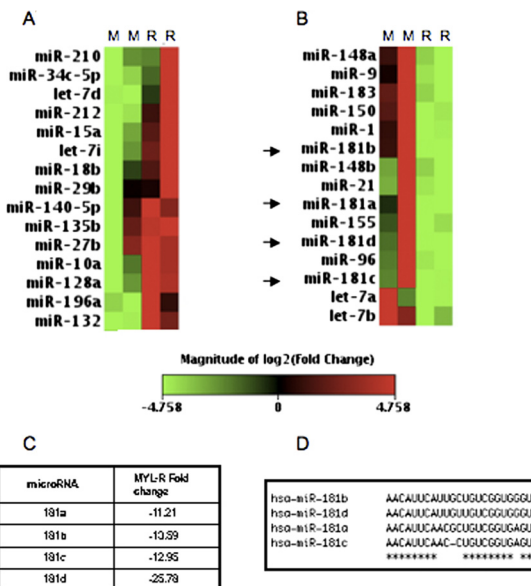 A
M M R R
miR-210
miR-34c-5p
let-7d
miR-212
miR-15a
let-7i
miR-18b
miR-29b
miR-140-5p
miR-135b
miR-27b
miR-10a
miR-128a
miR-196a
miR-132
B
M M R R
miR-148a
miR-9
miR-183
miR-150
miR-1
miR-181b
miR-148b
miR-21
miR-181a
miR-155
miR-181d
miR-96
miR-181c
let-7a
let-7b
Magnitude of log2(Fold Change)
-4.758 0 4.758
C
microRNA MYL-R Fold change
181a -11.21
181b -13.59
181c -12.95
181d -25.78
D
hsa-miR-181b AACAUUCAUUGCUGUCGGUGGGU
hsa-miR-181d AACAUUCAUUGUUGUCGGUGGGU
hsa-miR-181a AACAUUCAACGCUGUCGGUGAGU
hsa-miR-181c AACAUUCAAC-CUGUCGGUGAGU